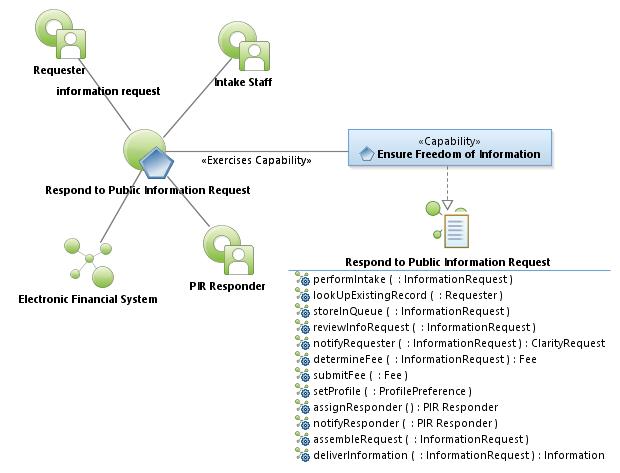 Requester
Intake Staff
information request
«Capability»
Ensure Freedom of Information
«Exercises Capability»
Respond to Public Information Request
Electronic Financial System
PIR Responder
Respond to Public Information Request
performIntake ( : InformationRequest )
lookUpExistingRecord ( : Requester )
storeInQueue ( : InformationRequest )
reviewInfoRequest ( : InformationRequest )
notifyRequester ( : InformationRequest ) : ClarityRequest
determineFee ( : InformationRequest ) : Fee
submitFee ( : Fee )
setProfile ( : ProfilePreference )
assignResponder ( ) : PIR Responder
notifyResponder ( : PIR Responder )
assembleRequest ( : InformationRequest )
deliverInformation ( : InformationRequest ) : Information